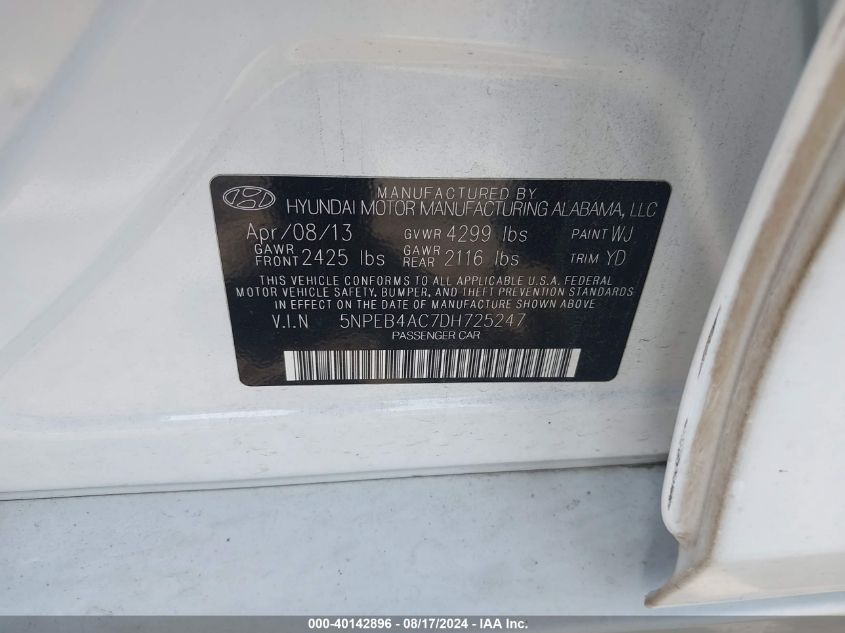 MANUFACTURED BY
HYUNDAI MOTOR MANUFACTURING ALABAMA, LLC
Apr/08/13 GVWR 4299 lbs PAINT WJ
GAWR FRONT 2425 lbs GAWR REAR 2116 lbs TRIM YD
THIS VEHICLE CONFORMS TO ALL APPLICABLE U.S.A. FEDERAL
MOTOR VEHICLE SAFETY, BUMPER, AND THEFT PREVENTION STANDARDS
IN EFFECT ON THE DATE OF MANUFACTURE SHOWN ABOVE.
V.I.N 5NPEB4AC7DH725247
PASSENGER CAR
000-40142896 - 08/17/2024 - IAA Inc.